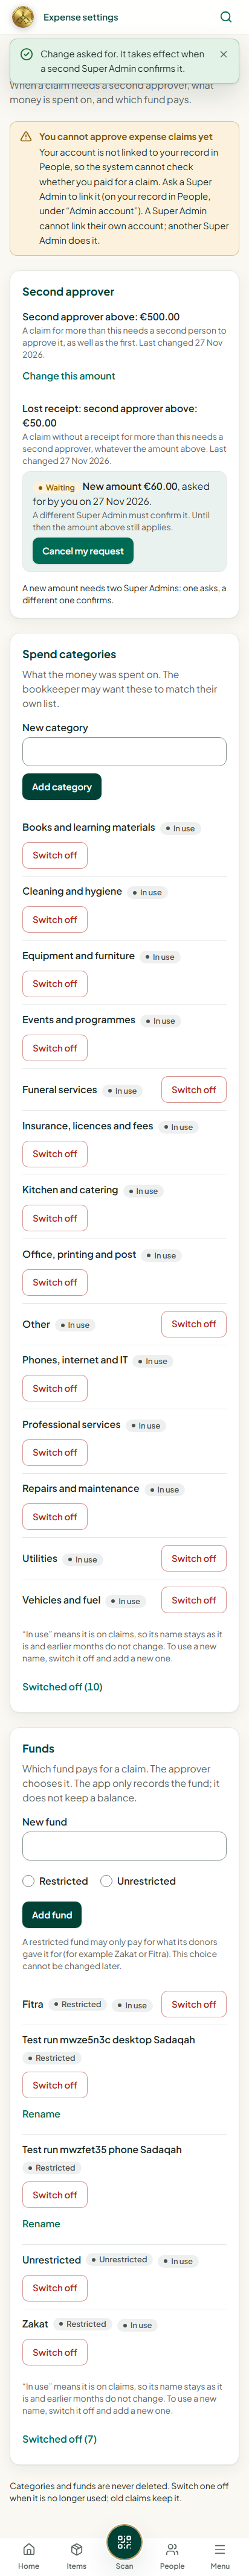 Expense settings
Change asked for. It takes effect when
a second Super Admin confirms it.
When a claim needs a second approver, what
money is spent on, and which fund pays.
You cannot approve expense claims yet
Your account is not linked to your record in
People, so the system cannot check
whether you paid for a claim. Ask a Super
Admin to link it (on your record in People,
under “Admin account”). A Super Admin
cannot link their own account; another Super
Admin does it.
Second approver
Second approver above: €500.00
A claim for more than this needs a second person to
approve it, as well as the first. Last changed 27 Nov
2026.
Change this amount
Lost receipt: second approver above:
€50.00
A claim without a receipt for more than this needs a
second approver, whatever the amount above. Last
changed 27 Nov 2026.
Waiting New amount €60.00, asked
for by you on 27 Nov 2026.
A different Super Admin must confirm it. Until
then the amount above still applies.
Cancel my request
A new amount needs two Super Admins: one asks, a
different one confirms.
Spend categories
What the money was spent on. The
bookkeeper may want these to match their
own list.
New category
Add category
Books and learning materials In use
Switch off
Cleaning and hygiene In use
Switch off
Equipment and furniture In use
Switch off
Events and programmes In use
Switch off
Funeral services In use Switch off
Insurance, licences and fees In use
Switch off
Kitchen and catering In use
Switch off
Office, printing and post In use
Switch off
Other In use Switch off
Phones, internet and IT In use
Switch off
Professional services In use
Switch off
Repairs and maintenance In use
Switch off
Utilities In use Switch off
Vehicles and fuel In use Switch off
“In use” means it is on claims, so its name stays as it
is and earlier months do not change. To use a new
name, switch it off and add a new one.
Switched off (10)
Funds
Which fund pays for a claim. The approver
chooses it. The app only records the fund; it
does not keep a balance.
New fund
Restricted Unrestricted
Add fund
A restricted fund may only pay for what its donors
gave it for (for example Zakat or Fitra). This choice
cannot be changed later.
Fitra Restricted In use Switch off
Test run mwze5n3c desktop Sadaqah
Restricted
Switch off
Rename
Test run mwzfet35 phone Sadaqah
Restricted
Switch off
Rename
Unrestricted Unrestricted In use
Switch off
Zakat Restricted In use
Switch off
“In use” means it is on claims, so its name stays as it
is and earlier months do not change. To use a new
name, switch it off and add a new one.
Switched off (7)
Categories and funds are never deleted. Switch one off
when it is no longer used; old claims keep it.
Home Items Scan People Menu